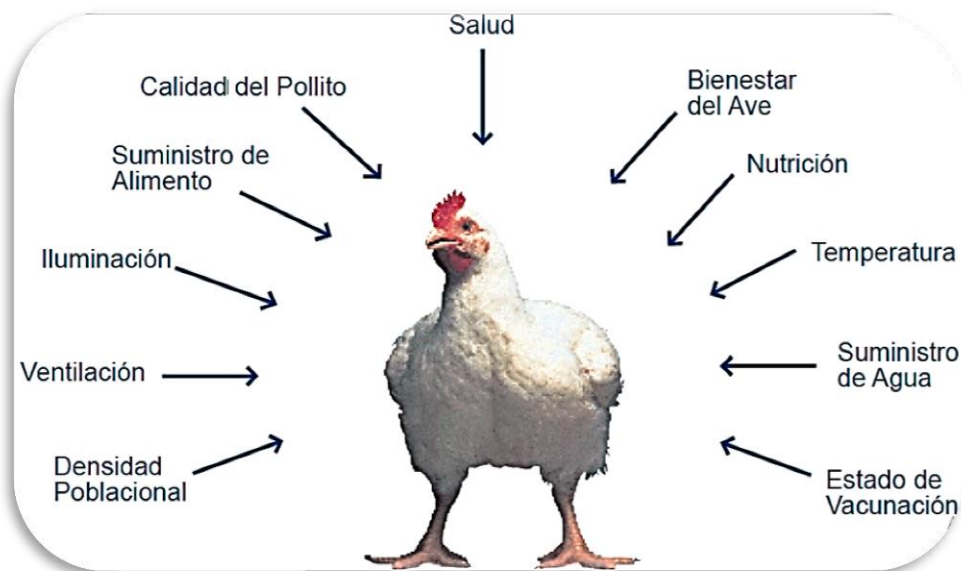 Salud
Calidad del Pollito
Bienestar
del Ave
Suministro de
Alimento
Nutrición
Iluminación
Temperatura
Ventilación
Suministro
de Agua
Densidad
Poblacional
Estado de
Vacunación